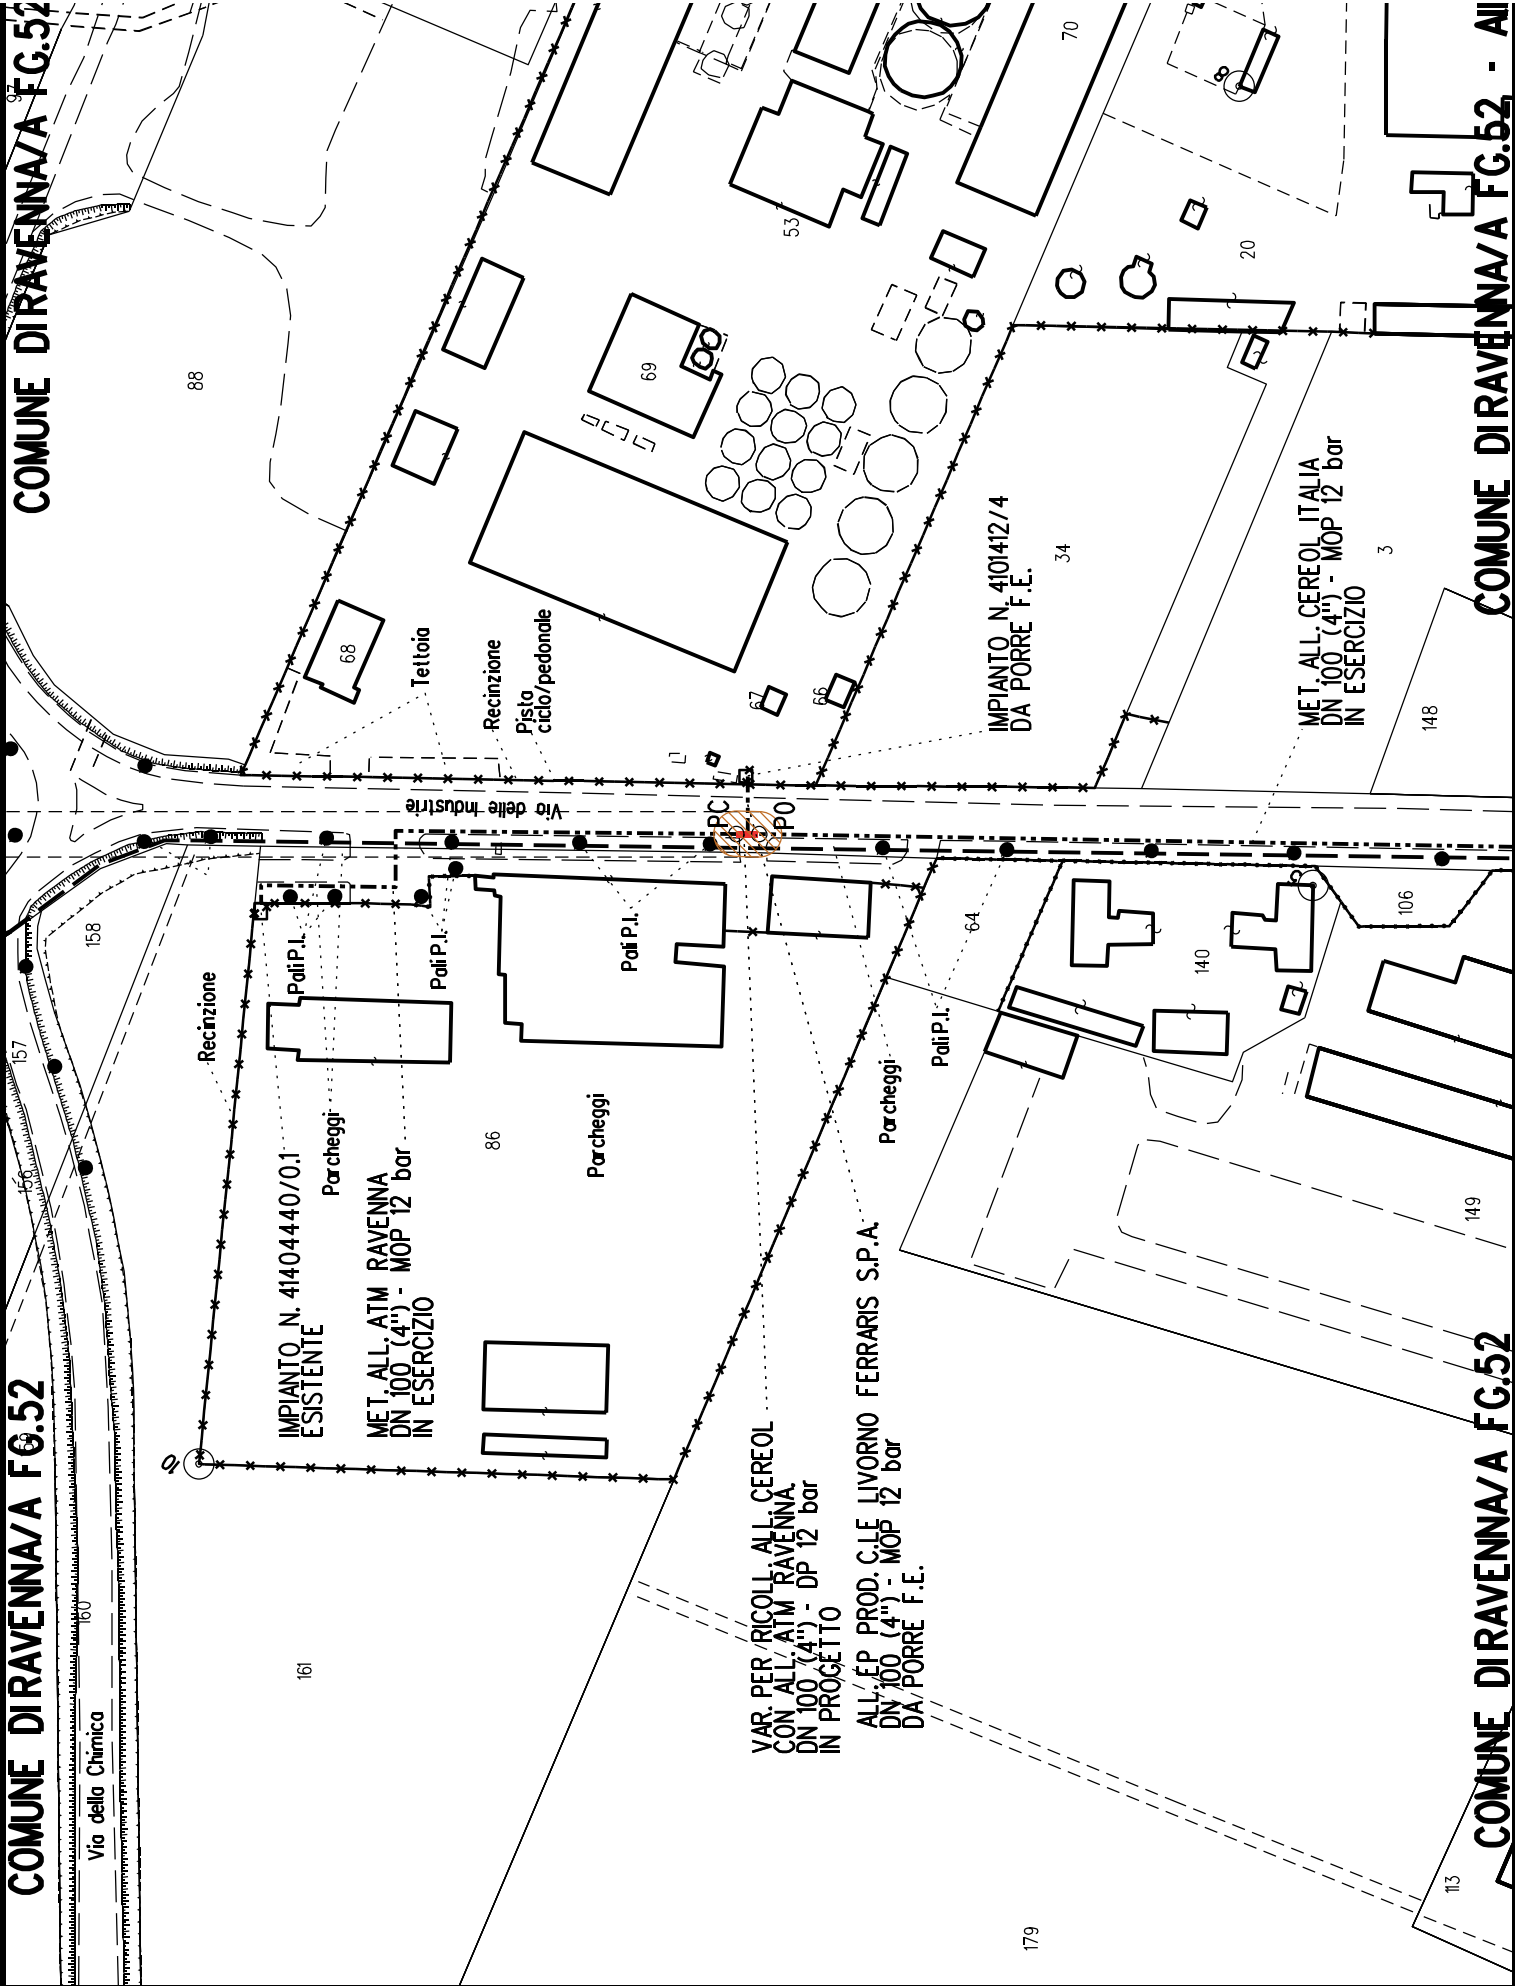 COMUNE DI RAVENNA/A FG.52
COMUNE DI RAVENNA/A FG.52
COMUNE DI RAVENNA/A FG.52
COMUNE DI RAVENNA/A FG.52 - All
Via della Chimica
Via delle Industrie
97
88
70
53
69
20
68
67
66
34
3
148
158
157
156
159
160
161
86
64
140
106
149
179
113
8
5
10
PC
PO
Tettoia
Recinzione
Pista
ciclo/pedonale
Recinzione
Pali P.I.
Pali P.I.
Pali P.I.
Pali P.I.
Parcheggi
Parcheggi
Parcheggi
IMPIANTO N. 4101412/4
DA PORRE F.E.
MET. ALL. CEREOL ITALIA
DN 100 (4") - MOP 12 bar
IN ESERCIZIO
IMPIANTO N. 41404440/0.1
ESISTENTE
MET. ALL. ATM RAVENNA
DN 100 (4") - MOP 12 bar
IN ESERCIZIO
VAR. PER RICOLL. ALL. CEREOL
CON ALL. ATM RAVENNA.
DN 100 (4") - DP 12 bar
IN PROGETTO
ALL. EP PROD. C.LE LIVORNO FERRARIS S.P.A.
DN 100 (4") - MOP 12 bar
DA PORRE F.E.